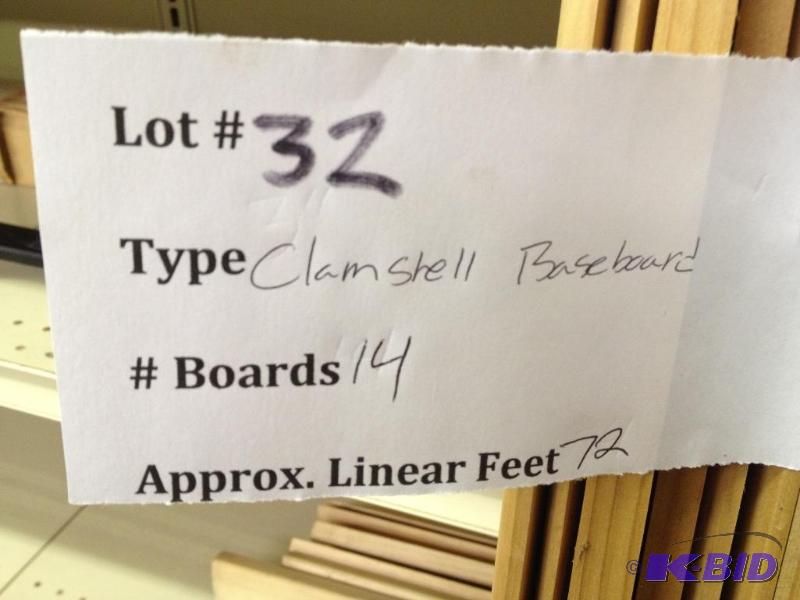 Lot # 32
Type Clamshell Baseboard
# Boards 14
Approx. Linear Feet 72
© K-BID